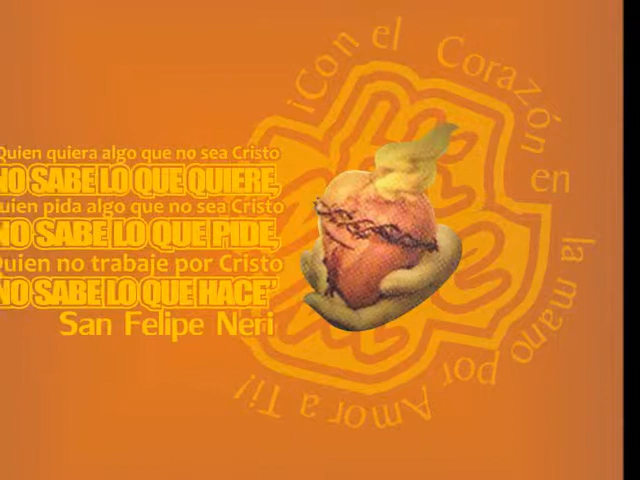 Quien quiera algo que no sea Cristo
NO SABE LO QUE QUIERE,
uien pida algo que no sea Cristo
NO SABE LO QUE PIDE,
Quien no trabaje por Cristo
NO SABE LO QUE HACE"
San Felipe Neri
¡Con el Corazón en la mano por Amor a Ti!